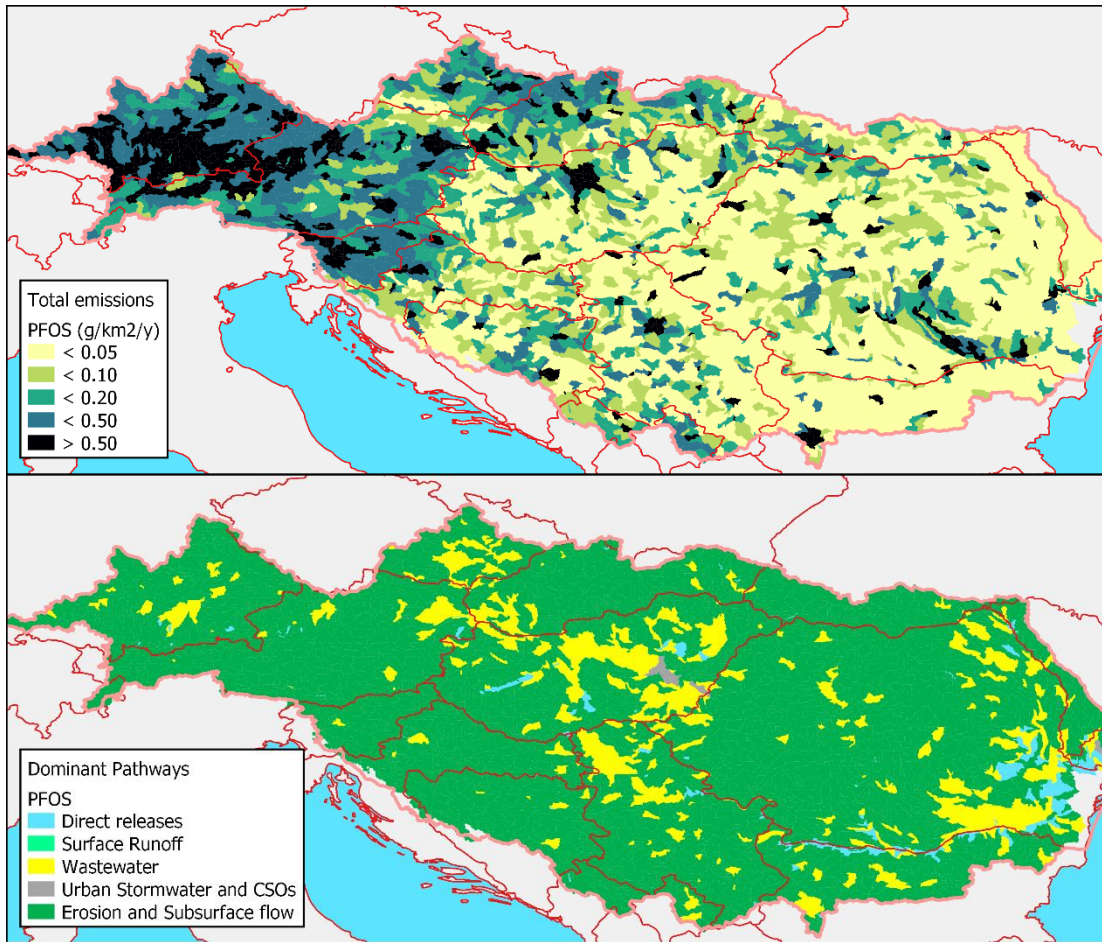 Total emissions
PFOS (g/km2/y)
< 0.05
< 0.10
< 0.20
< 0.50
> 0.50
Dominant Pathways
PFOS
Direct releases
Surface Runoff
Wastewater
Urban Stormwater and CSOs
Erosion and Subsurface flow